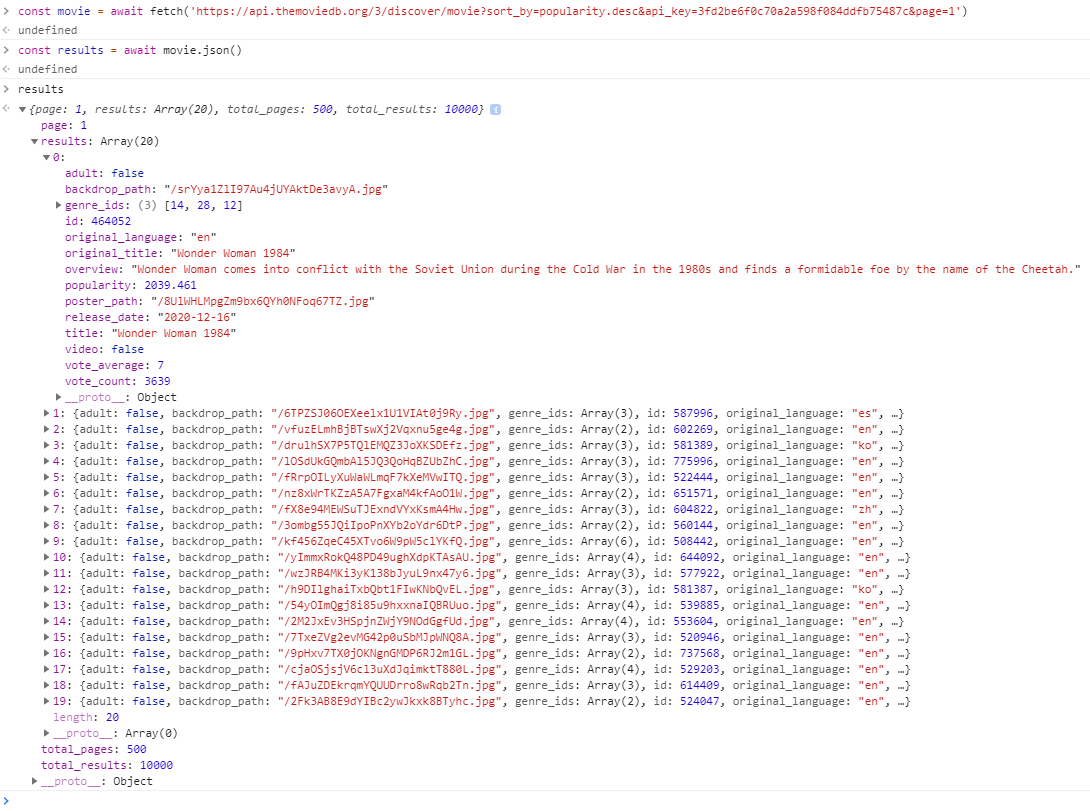 const movie = await fetch('https://api.themoviedb.org/3/discover/movie?sort_by=popularity.desc&api_key=3fd2be6f0c70a2a598f084ddfb75487c&page=1')
undefined
const results = await movie.json()
undefined
results
{page: 1, results: Array(20), total_pages: 500, total_results: 10000}
page: 1
results: Array(20)
0:
adult: false
backdrop_path: "/srYya1ZlI97Au4jUYAktDe3avyA.jpg"
genre_ids: (3) [14, 28, 12]
id: 464052
original_language: "en"
original_title: "Wonder Woman 1984"
overview: "Wonder Woman comes into conflict with the Soviet Union during the Cold War in the 1980s and finds a formidable foe by the name of the Cheetah."
popularity: 2039.461
poster_path: "/8UlWHLMpgZm9bx6QYh0NFoq67TZ.jpg"
release_date: "2020-12-16"
title: "Wonder Woman 1984"
video: false
vote_average: 7
vote_count: 3639
__proto__: Object
1: {adult: false, backdrop_path: "/6TPZSJ06OEXeelx1U1VIAt0j9Ry.jpg", genre_ids: Array(3), id: 587996, original_language: "es", …}
2: {adult: false, backdrop_path: "/vfuzELmhBjBTswXj2Vqxnu5ge4g.jpg", genre_ids: Array(2), id: 602269, original_language: "en", …}
3: {adult: false, backdrop_path: "/drulhSX7P5TQlEMQZ3JoXKSDEfz.jpg", genre_ids: Array(3), id: 581389, original_language: "ko", …}
4: {adult: false, backdrop_path: "/lOSdUkGQmbAl5JQ3QoHqBZUbZhC.jpg", genre_ids: Array(3), id: 775996, original_language: "en", …}
5: {adult: false, backdrop_path: "/fRrpOILyXuWaWLmqF7kXeMVwITQ.jpg", genre_ids: Array(3), id: 522444, original_language: "en", …}
6: {adult: false, backdrop_path: "/nz8xWrTKZzA5A7FgxaM4kfAoO1W.jpg", genre_ids: Array(2), id: 651571, original_language: "en", …}
7: {adult: false, backdrop_path: "/fX8e94MEWSuTJExndVYxKsmA4Hw.jpg", genre_ids: Array(3), id: 604822, original_language: "zh", …}
8: {adult: false, backdrop_path: "/3ombg55JQiIpoPnXYb2oYdr6DtP.jpg", genre_ids: Array(2), id: 560144, original_language: "en", …}
9: {adult: false, backdrop_path: "/kf456ZqeC45XTvo6W9pW5clYKfQ.jpg", genre_ids: Array(6), id: 508442, original_language: "en", …}
10: {adult: false, backdrop_path: "/yImmxRokQ48PD49ughXdpKTAsAU.jpg", genre_ids: Array(4), id: 644092, original_language: "en", …}
11: {adult: false, backdrop_path: "/wzJRB4MKi3yK138bJyuL9nx47y6.jpg", genre_ids: Array(3), id: 577922, original_language: "en", …}
12: {adult: false, backdrop_path: "/h9DIlghaiTxbQbt1FIwKNbQvEL.jpg", genre_ids: Array(3), id: 581387, original_language: "ko", …}
13: {adult: false, backdrop_path: "/54yOImQgj8i85u9hxxnaIQBRUuo.jpg", genre_ids: Array(4), id: 539885, original_language: "en", …}
14: {adult: false, backdrop_path: "/2M2JxEv3HSpjnZWjY9NOdGgfUd.jpg", genre_ids: Array(4), id: 553604, original_language: "en", …}
15: {adult: false, backdrop_path: "/7TxeZVg2evMG42p0uSbMJpWNQ8A.jpg", genre_ids: Array(3), id: 520946, original_language: "en", …}
16: {adult: false, backdrop_path: "/9pHxv7TX0jOKNgnGMDP6RJ2m1GL.jpg", genre_ids: Array(2), id: 737568, original_language: "en", …}
17: {adult: false, backdrop_path: "/cjaOSjsjV6cl3uXdJqimktT880L.jpg", genre_ids: Array(4), id: 529203, original_language: "en", …}
18: {adult: false, backdrop_path: "/fAJuZDEkrqmYQUUDrro8wRqb2Tn.jpg", genre_ids: Array(3), id: 614409, original_language: "en", …}
19: {adult: false, backdrop_path: "/2Fk3AB8E9dYIBc2ywJkxk8BTyhc.jpg", genre_ids: Array(2), id: 524047, original_language: "en", …}
length: 20
__proto__: Array(0)
total_pages: 500
total_results: 10000
__proto__: Object